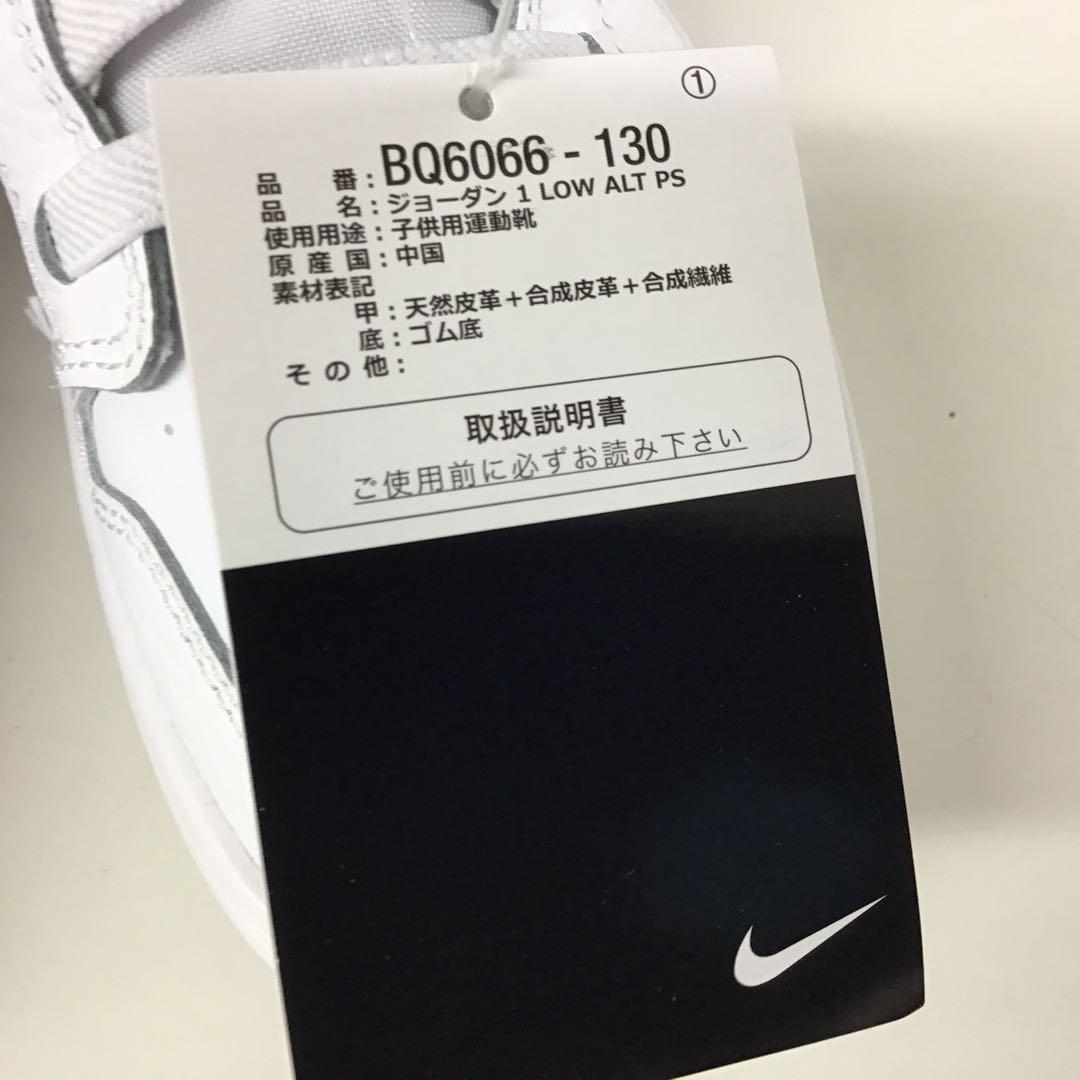 ①
品番：BQ6066 - 130
品名：ジョーダン 1 LOW ALT PS
使用用途：子供用運動靴
原産国：中国
素材表記
甲：天然皮革＋合成皮革＋合成繊維
底：ゴム底
その他：
取扱説明書
ご使用前に必ずお読み下さい